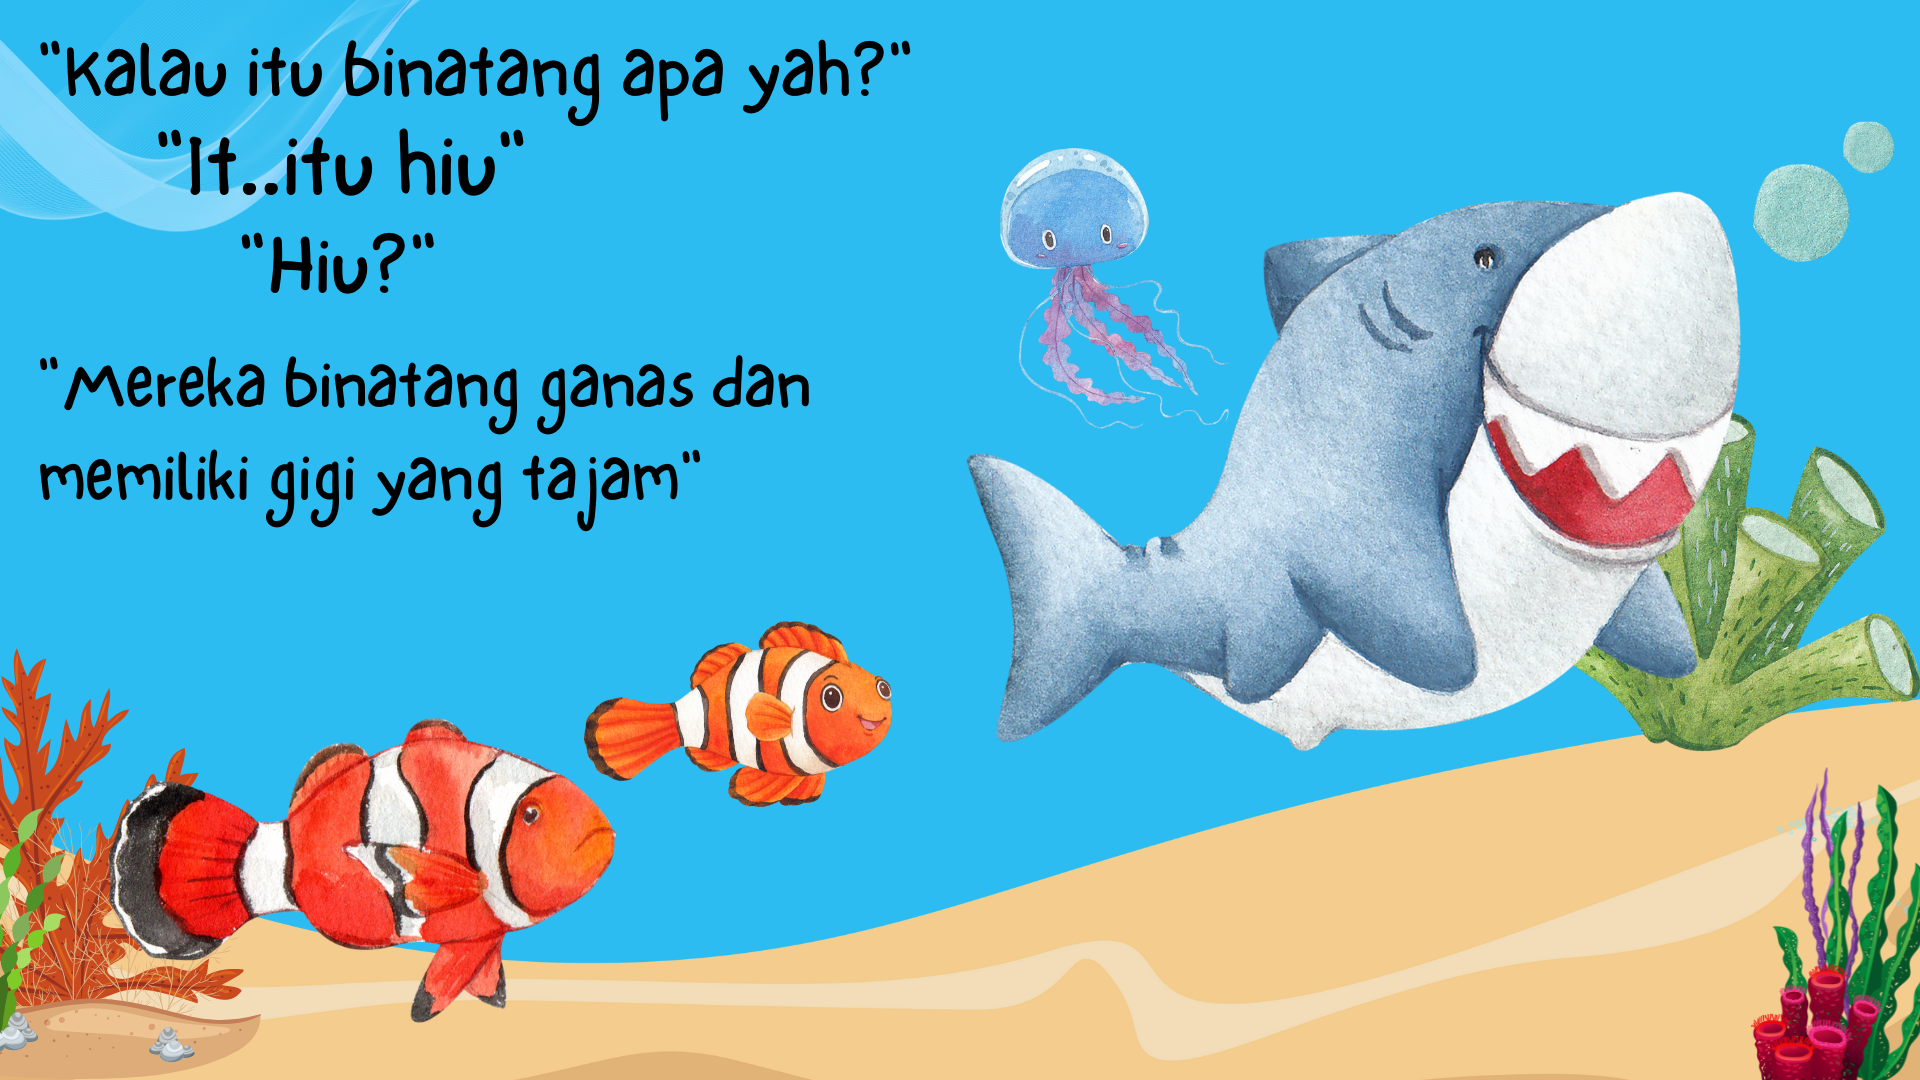 "Kalau itu binatang apa yah?"
"It..itu hiu"
"Hiu?"
"Mereka binatang ganas dan
memiliki gigi yang tajam"